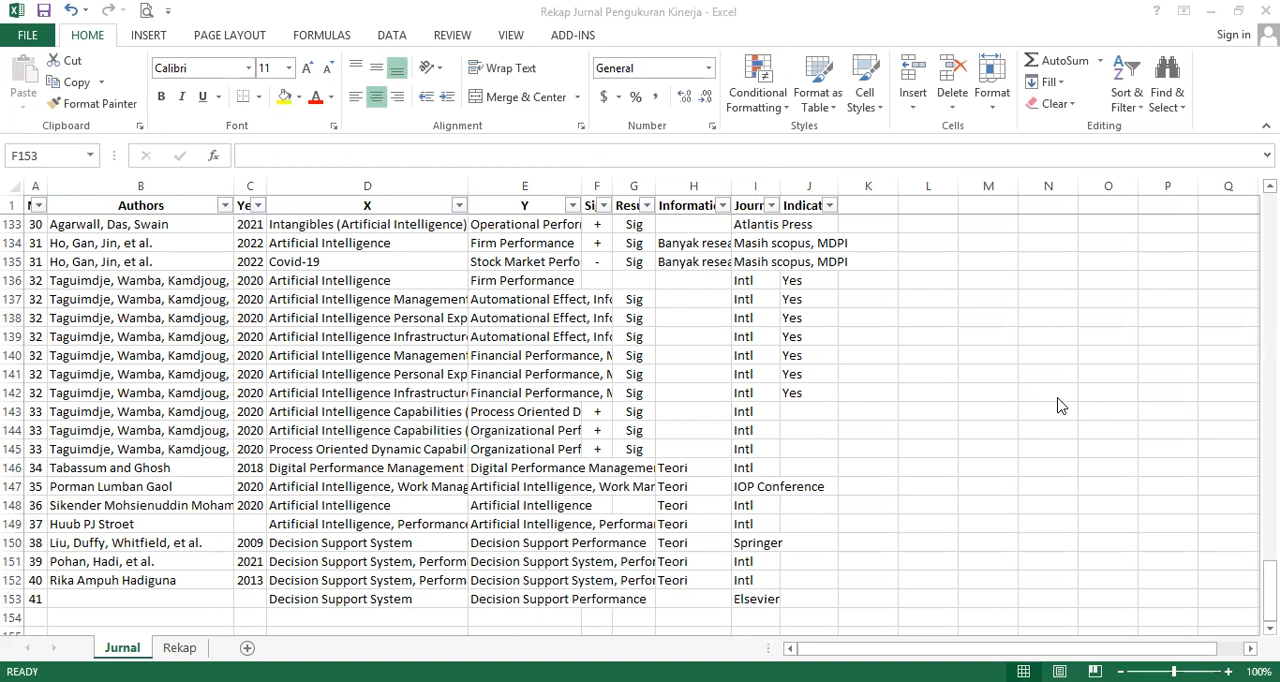 Rekap Jurnal Pengukuran Kinerja - Excel
?
FILE HOME INSERT PAGE LAYOUT FORMULAS DATA REVIEW VIEW ADD-INS Sign in
Paste Cut Copy Format Painter Clipboard
Calibri 11 A A B I U A Font
Wrap Text Merge & Center Alignment
General $ % , Number
Conditional Formatting Format as Table Cell Styles Styles
Insert Delete Format Cells
AutoSum Fill Clear Sort & Filter Find & Select Editing
F153 fx
A B C D E F G H I J K L M N O P Q
1 Authors Ye X Y Si Resu Informati Journ Indicat
133 30 Agarwall, Das, Swain 2021 Intangibles (Artificial Intelligence) Operational Perfor + Sig Atlantis Press
134 31 Ho, Gan, Jin, et al. 2022 Artificial Intelligence Firm Performance + Sig Banyak resea Masih scopus, MDPI
135 31 Ho, Gan, Jin, et al. 2022 Covid-19 Stock Market Perfo - Sig Banyak resea Masih scopus, MDPI
136 32 Taguimdje, Wamba, Kamdjoug, 2020 Artificial Intelligence Firm Performance Intl Yes
137 32 Taguimdje, Wamba, Kamdjoug, 2020 Artificial Intelligence Management Automational Effect, Info Sig Intl Yes
138 32 Taguimdje, Wamba, Kamdjoug, 2020 Artificial Intelligence Personal Exp Automational Effect, Info Sig Intl Yes
139 32 Taguimdje, Wamba, Kamdjoug, 2020 Artificial Intelligence Infrastructure Automational Effect, Info Sig Intl Yes
140 32 Taguimdje, Wamba, Kamdjoug, 2020 Artificial Intelligence Management Financial Performance, M Sig Intl Yes
141 32 Taguimdje, Wamba, Kamdjoug, 2020 Artificial Intelligence Personal Exp Financial Performance, M Sig Intl Yes
142 32 Taguimdje, Wamba, Kamdjoug, 2020 Artificial Intelligence Infrastructure Financial Performance, M Sig Intl Yes
143 33 Taguimdje, Wamba, Kamdjoug, 2020 Artificial Intelligence Capabilities ( Process Oriented D + Sig Intl
144 33 Taguimdje, Wamba, Kamdjoug, 2020 Artificial Intelligence Capabilities ( Organizational Perf + Sig Intl
145 33 Taguimdje, Wamba, Kamdjoug, 2020 Process Oriented Dynamic Capabil Organizational Perf + Sig Intl
146 34 Tabassum and Ghosh 2018 Digital Performance Management Digital Performance Manageme Teori Intl
147 35 Porman Lumban Gaol 2020 Artificial Intelligence, Work Manag Artificial Intelligence, Work Mar Teori IOP Conference
148 36 Sikender Mohsienuddin Moham 2020 Artificial Intelligence Artificial Intelligence Teori Intl
149 37 Huub PJ Stroet Artificial Intelligence, Performance Artificial Intelligence, Performa Teori Intl
150 38 Liu, Duffy, Whitfield, et al. 2009 Decision Support System Decision Support Performance Teori Springer
151 39 Pohan, Hadi, et al. 2021 Decision Support System, Perform Decision Support System, Perfo Teori Intl
152 40 Rika Ampuh Hadiguna 2013 Decision Support System, Perform Decision Support System, Perfo Teori Intl
153 41 Decision Support System Decision Support Performance Elsevier
154
Jurnal Rekap
READY 100%